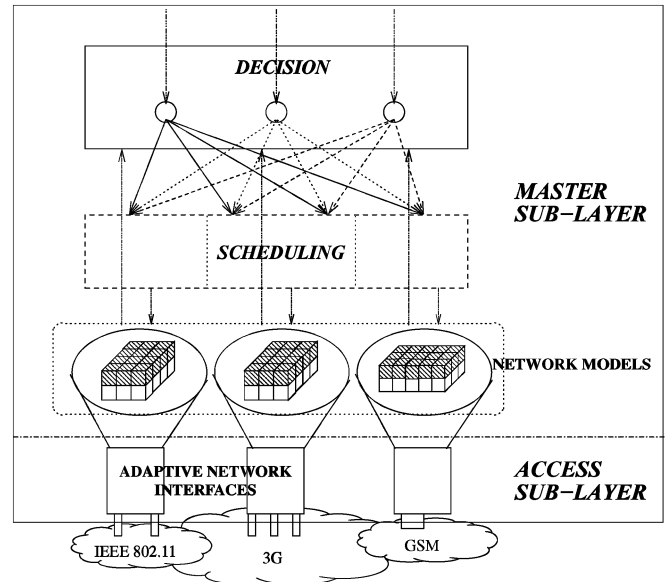 DECISION
MASTER
SUB-LAYER
SCHEDULING
NETWORK MODELS
ADAPTIVE NETWORK
INTERFACES
ACCESS
SUB-LAYER
IEEE 802.11
3G
GSM